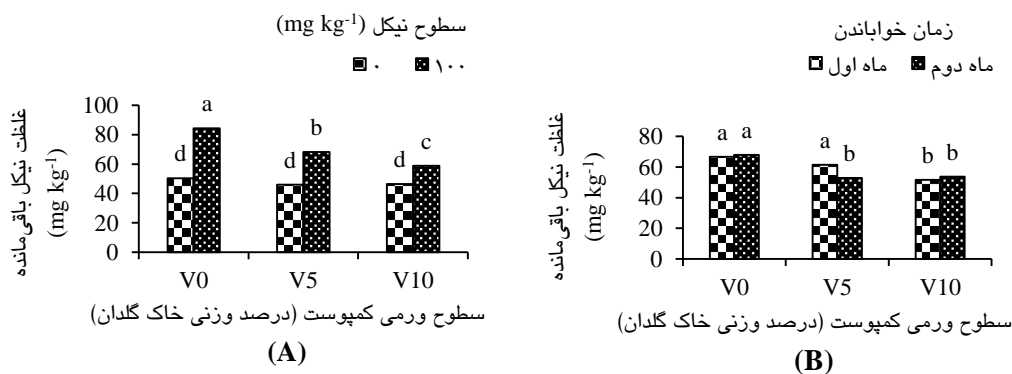 سطوح نیکل (mg kg-1)
۰ ۱۰۰
غلظت نیکل باقی‌مانده
(mg kg-1)
100
80
60
40
20
0
a
d
b
d
c
d
V0 V5 V10
سطوح ورمی کمپوست (درصد وزنی خاک گلدان)
(A)
زمان خواباندن
ماه اول ماه دوم
غلظت نیکل باقی‌مانده
(mg kg-1)
80
60
40
20
0
a a a b b b
V0 V5 V10
سطوح ورمی کمپوست (درصد وزنی خاک گلدان)
(B)